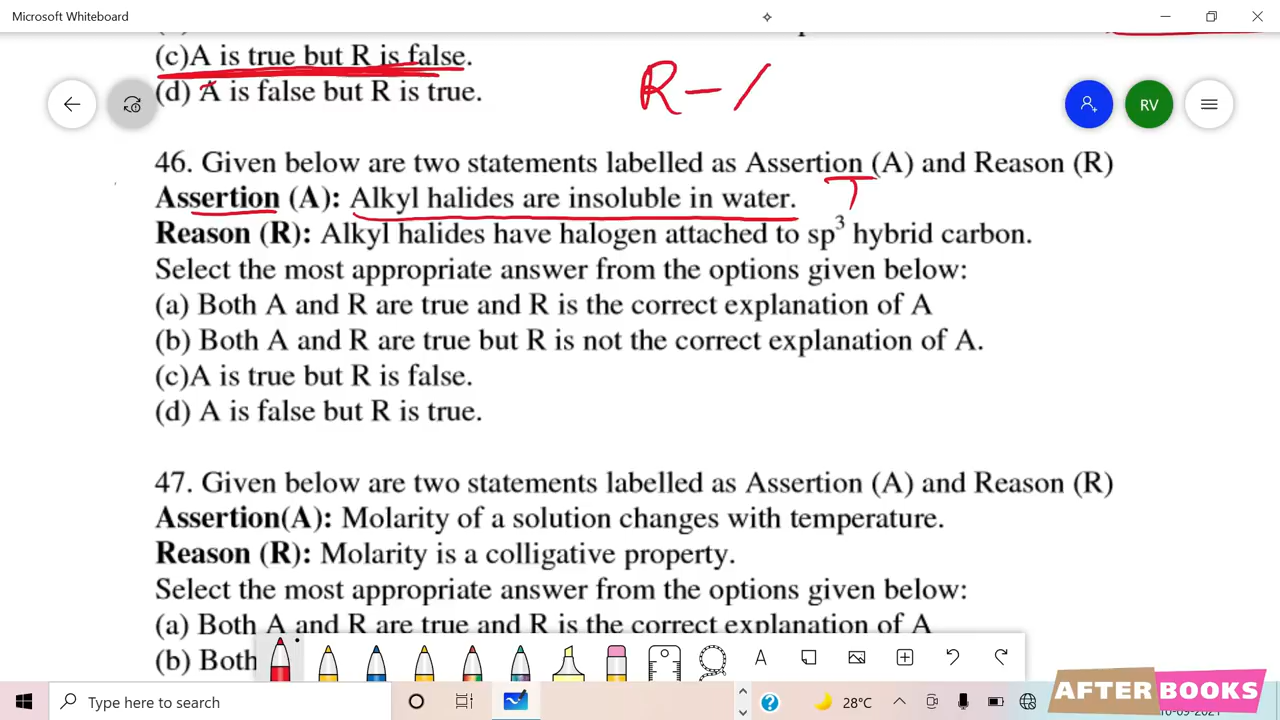 Microsoft Whiteboard
(c)A is true but R is false.
(d) A is false but R is true.
R -
RV
46. Given below are two statements labelled as Assertion (A) and Reason (R)
Assertion (A): Alkyl halides are insoluble in water.
T
Reason (R): Alkyl halides have halogen attached to sp³ hybrid carbon.
Select the most appropriate answer from the options given below:
(a) Both A and R are true and R is the correct explanation of A
(b) Both A and R are true but R is not the correct explanation of A.
(c)A is true but R is false.
(d) A is false but R is true.
47. Given below are two statements labelled as Assertion (A) and Reason (R)
Assertion(A): Molarity of a solution changes with temperature.
Reason (R): Molarity is a colligative property.
Select the most appropriate answer from the options given below:
(a) Both A and R are true and R is the correct explanation of A
(b) Both
A
Type here to search
28°C
AFTER BOOKS